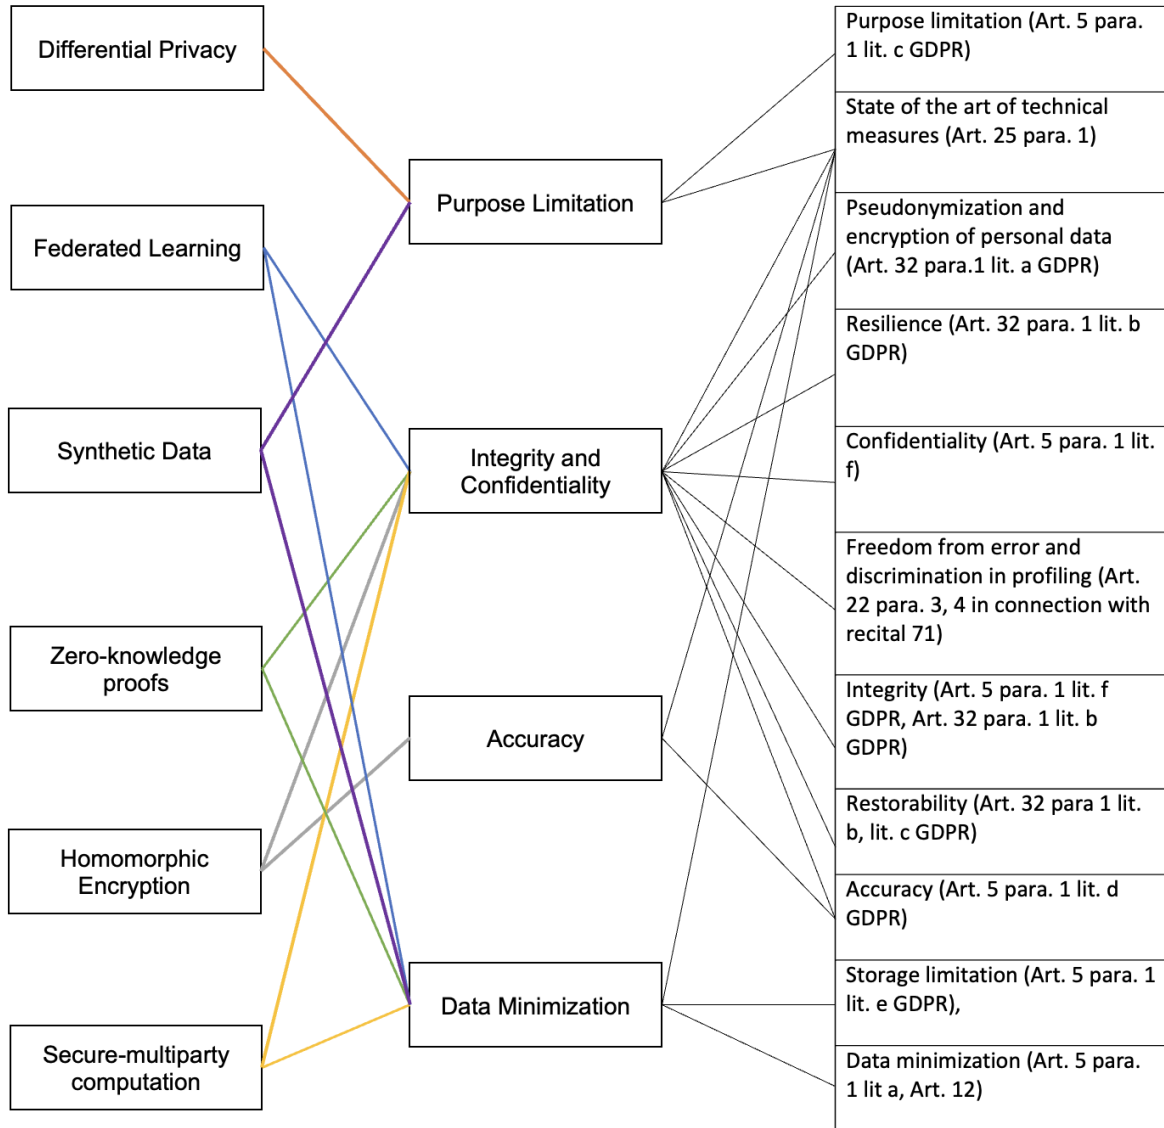 Differential Privacy
Federated Learning
Synthetic Data
Zero-knowledge
proofs
Homomorphic
Encryption
Secure-multiparty
computation
Purpose Limitation
Integrity and
Confidentiality
Accuracy
Data Minimization
Purpose limitation (Art. 5 para.
1 lit. c GDPR)
State of the art of technical
measures (Art. 25 para. 1)
Pseudonymization and
encryption of personal data
(Art. 32 para.1 lit. a GDPR)
Resilience (Art. 32 para. 1 lit. b
GDPR)
Confidentiality (Art. 5 para. 1 lit.
f)
Freedom from error and
discrimination in profiling (Art.
22 para. 3, 4 in connection with
recital 71)
Integrity (Art. 5 para. 1 lit. f
GDPR, Art. 32 para. 1 lit. b
GDPR)
Restorability (Art. 32 para 1 lit.
b, lit. c GDPR)
Accuracy (Art. 5 para. 1 lit. d
GDPR)
Storage limitation (Art. 5 para. 1
lit. e GDPR),
Data minimization (Art. 5 para.
1 lit a, Art. 12)